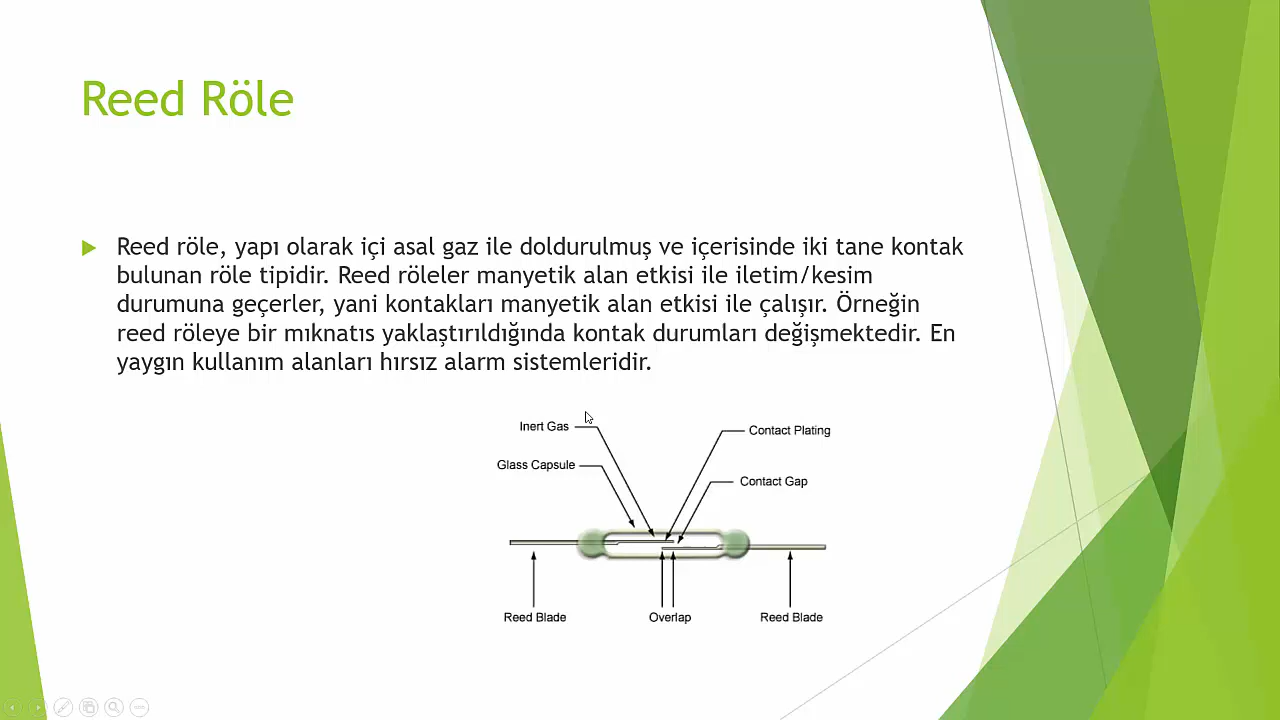 Reed Röle
Reed röle, yapı olarak içi asal gaz ile doldurulmuş ve içerisinde iki tane kontak
bulunan röle tipidir. Reed röleler manyetik alan etkisi ile iletim/kesim
durumuna geçerler, yani kontakları manyetik alan etkisi ile çalışır. Örneğin
reed röleye bir mıknatıs yaklaştırıldığında kontak durumları değişmektedir. En
yaygın kullanım alanları hırsız alarm sistemleridir.
Inert Gas
Contact Plating
Glass Capsule
Contact Gap
Reed Blade
Overlap
Reed Blade